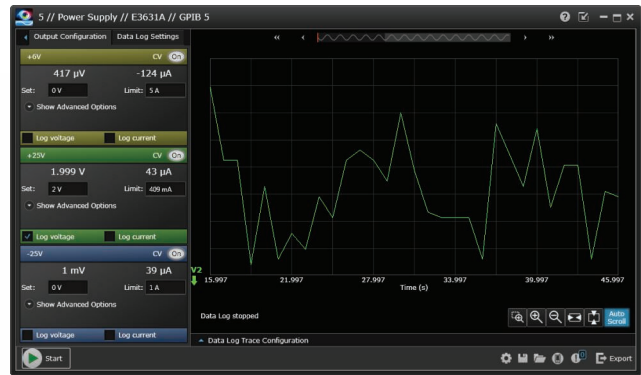 5 // Power Supply // E3631A // GPIB 5
Output Configuration Data Log Settings
+6V CV On
417 µV -124 µA
Set: 0 V Limit: 5 A
Show Advanced Options
Log voltage Log current
+25V CV On
1.999 V 43 µA
Set: 2 V Limit: 409 mA
Show Advanced Options
Log voltage Log current
-25V CV On
1 mV 39 µA
Set: 0 V Limit: 1 A
Show Advanced Options
Log voltage Log current
V2
15.997 21.997 27.997 33.997 39.997 45.997
Time (s)
Data Log stopped
Auto Scroll
Data Log Trace Configuration
Start
0
Export